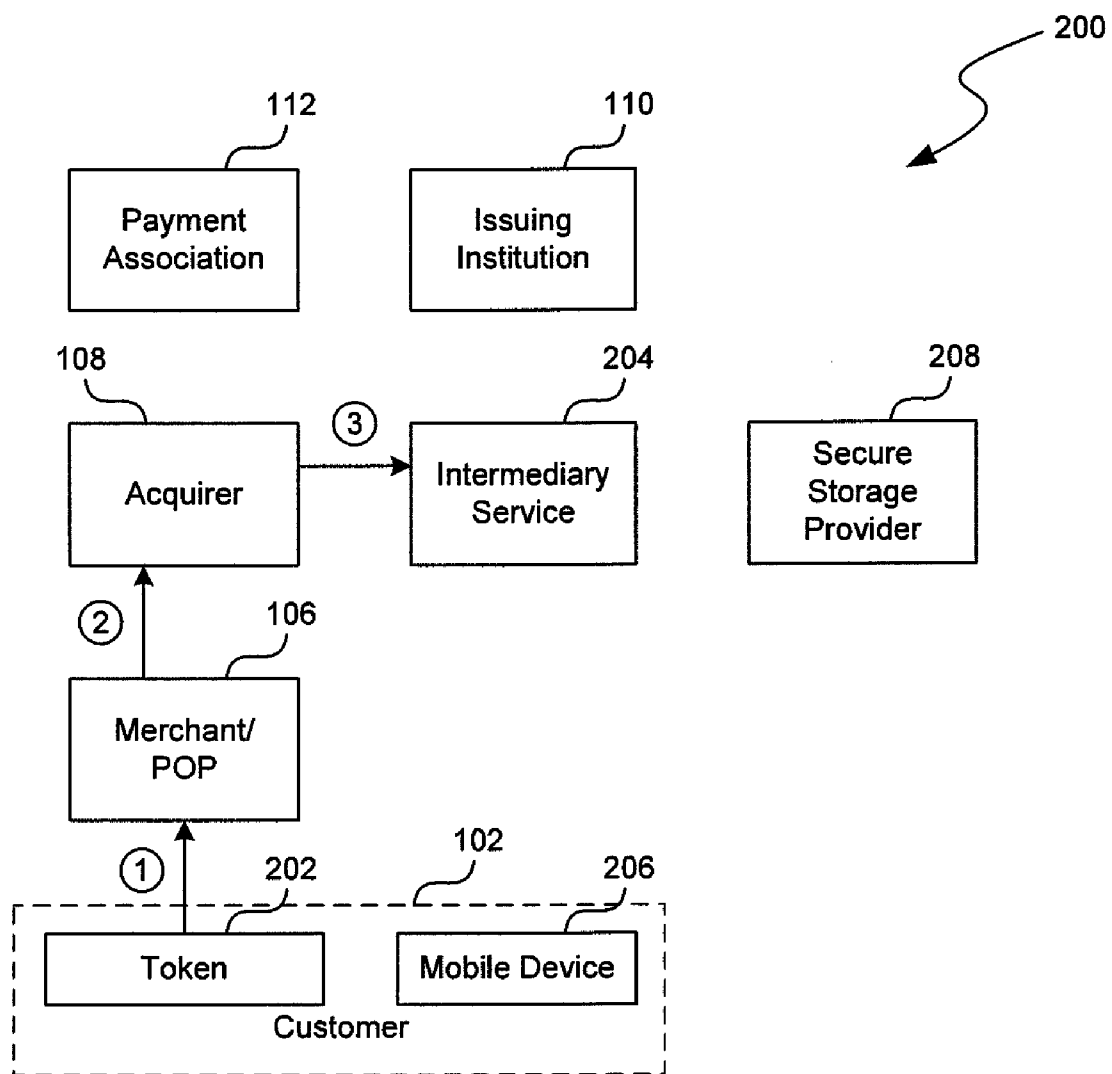 200
112
110
Payment
Association
Issuing
Institution
108
204
208
3
Acquirer
Intermediary
Service
Secure
Storage
Provider
2
106
Merchant/
POP
1
202
102
206
Token
Mobile Device
Customer